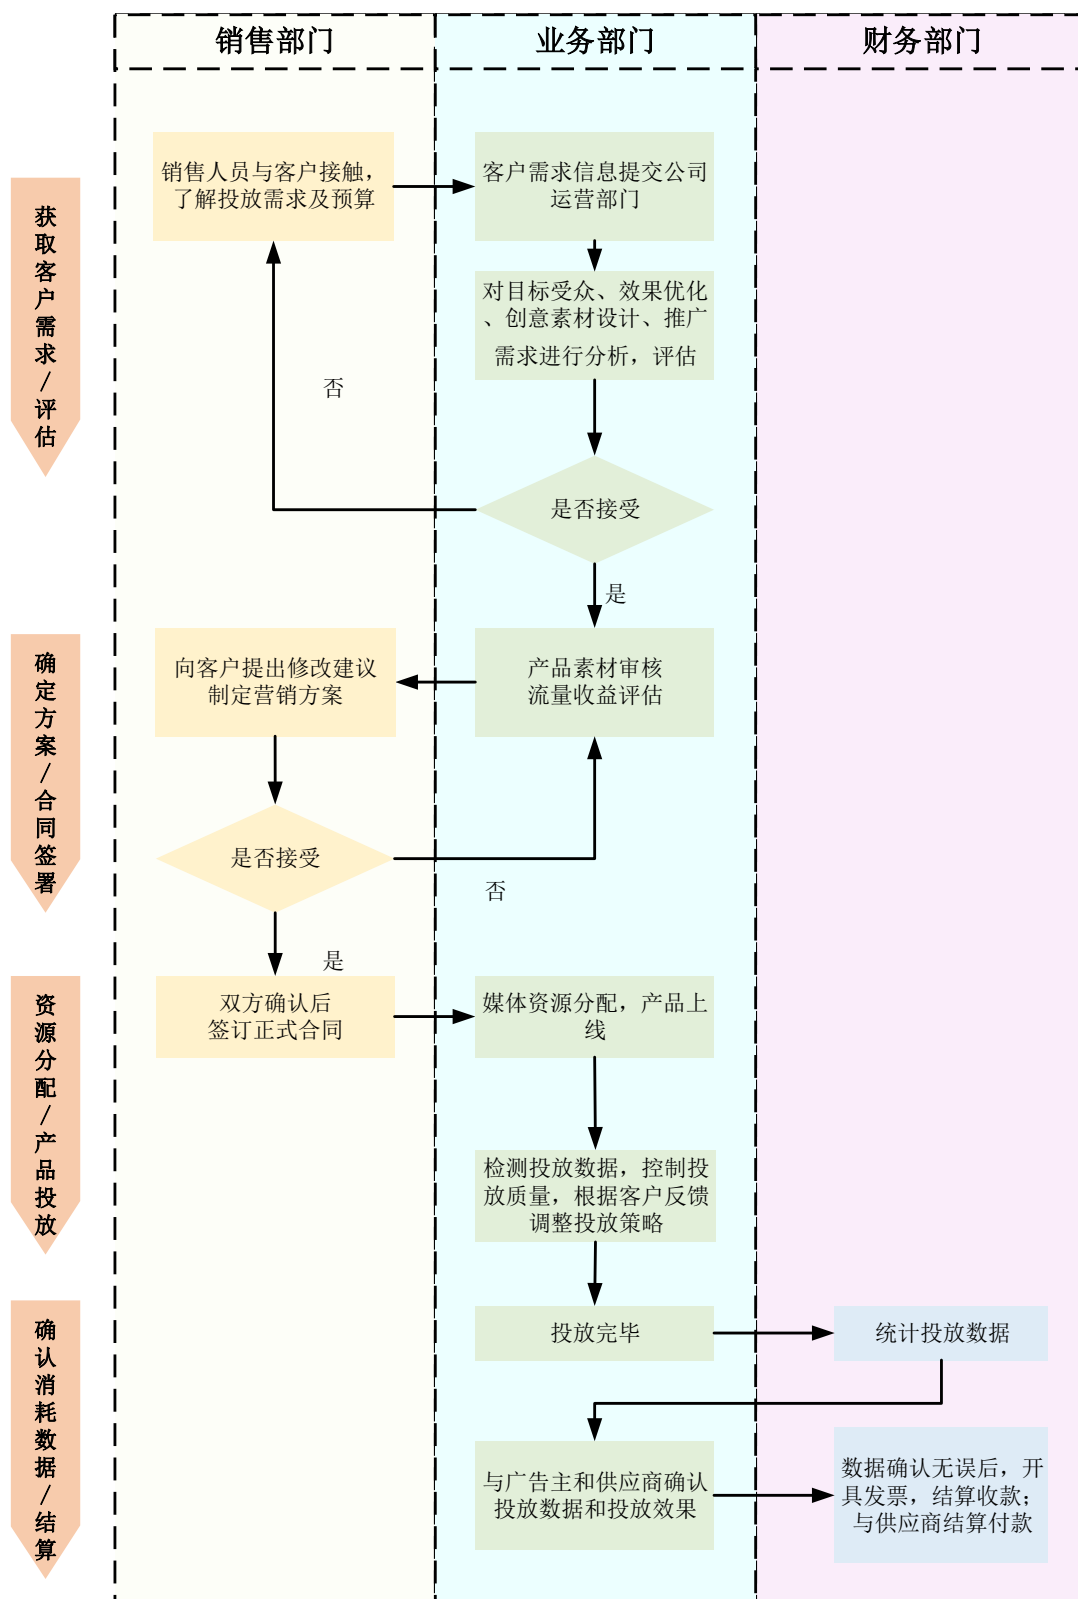 销售部门
业务部门
财务部门
获取客户需求/评估
销售人员与客户接触，
了解投放需求及预算
客户需求信息提交公司
运营部门
对目标受众、效果优化
、创意素材设计、推广
需求进行分析，评估
否
是否接受
是
确定方案/合同签署
向客户提出修改建议
制定营销方案
产品素材审核
流量收益评估
是否接受
否
是
资源分配/产品投放
双方确认后
签订正式合同
媒体资源分配，产品上
线
检测投放数据，控制投
放质量，根据客户反馈
调整投放策略
确认消耗数据/结算
投放完毕
统计投放数据
与广告主和供应商确认
投放数据和投放效果
数据确认无误后，开
具发票，结算收款；
与供应商结算付款